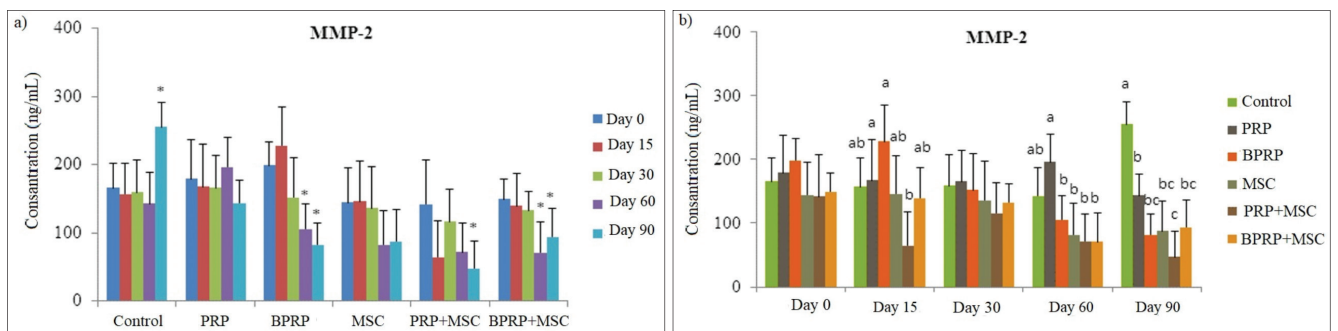 a)
MMP-2
Consantration (ng/mL)
400
300
200
100
0
*
*
*
*
*
*
Control PRP BPRP MSC PRP+MSC BPRP+MSC
Day 0
Day 15
Day 30
Day 60
Day 90
b)
MMP-2
Consantration (ng/mL)
400
300
200
100
0
ab a a ab b ab
ab a b b b b
a b bc bc c bc
Day 0 Day 15 Day 30 Day 60 Day 90
Control
PRP
BPRP
MSC
PRP+MSC
BPRP+MSC